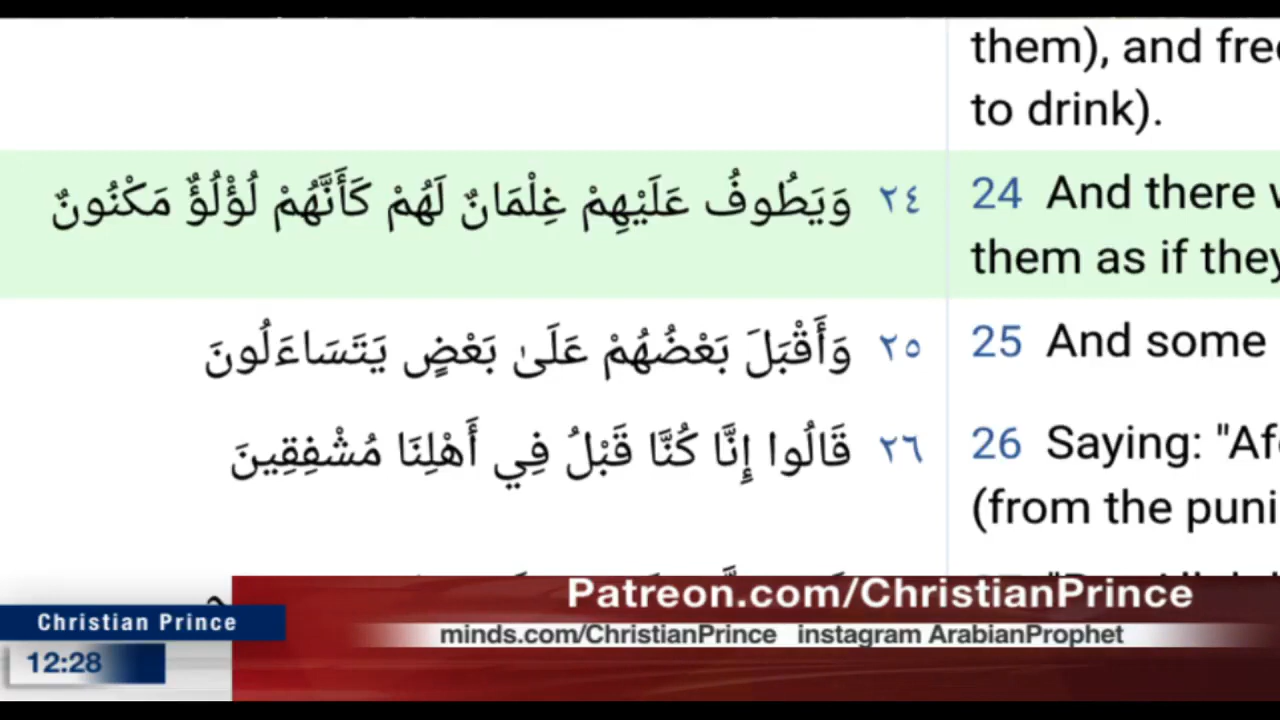 them), and free
to drink).
وَيَطُوفُ عَلَيْهِمْ غِلْمَانٌ لَهُمْ كَأَنَّهُمْ لُؤْلُؤٌ مَكْنُونٌ ٢٤
24 And there w
them as if they
وَأَقْبَلَ بَعْضُهُمْ عَلَىٰ بَعْضٍ يَتَسَاءَلُونَ ٢٥
25 And some
قَالُوا إِنَّا كُنَّا قَبْلُ فِي أَهْلِنَا مُشْفِقِينَ ٢٦
26 Saying: "Afo
(from the puni
Patreon.com/ChristianPrince
Christian Prince
minds.com/ChristianPrince instagram ArabianProphet
12:28